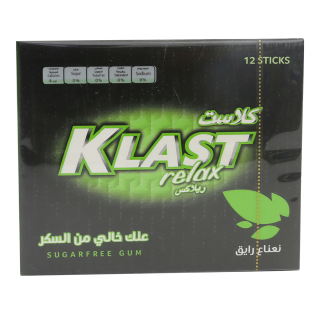 12 STICKS
كلاست
KLAST
relax
ريلاكس
علك خالي من السكر
SUGARFREE GUM
نعناع رايق